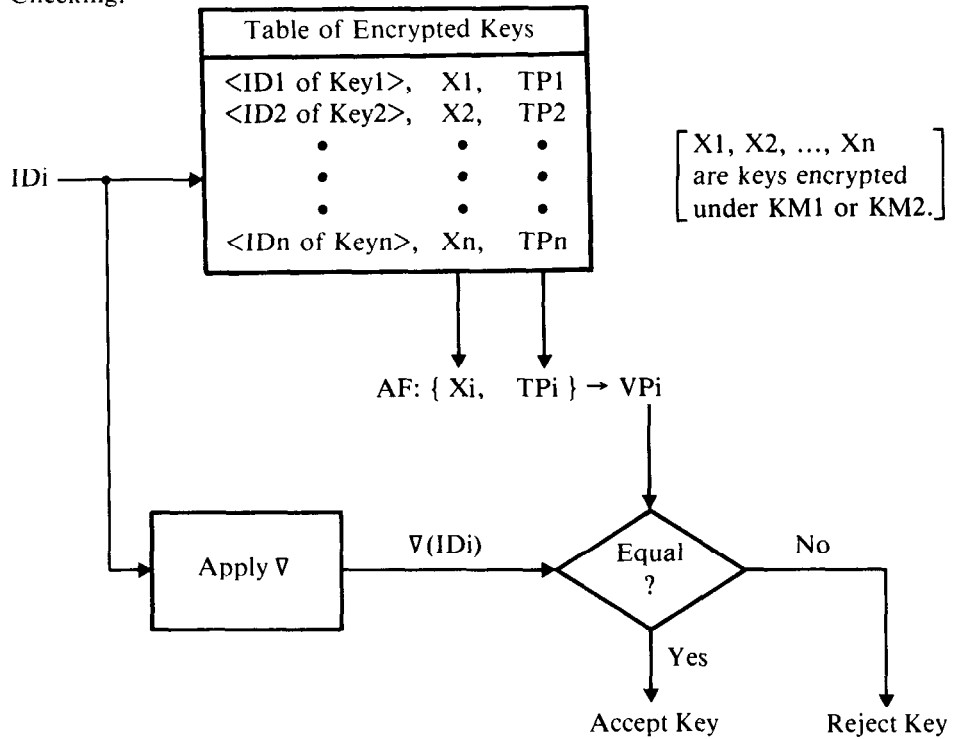 Checking:
Table of Encrypted Keys
<ID1 of Key1>, X1, TP1
<ID2 of Key2>, X2, TP2
<IDn of Keyn>, Xn, TPn
IDi
[X1, X2, ..., Xn
are keys encrypted
under KM1 or KM2.]
AF: { Xi, TPi } → VPi
Apply ∇
∇(IDi)
Equal
?
No
Yes
Accept Key
Reject Key